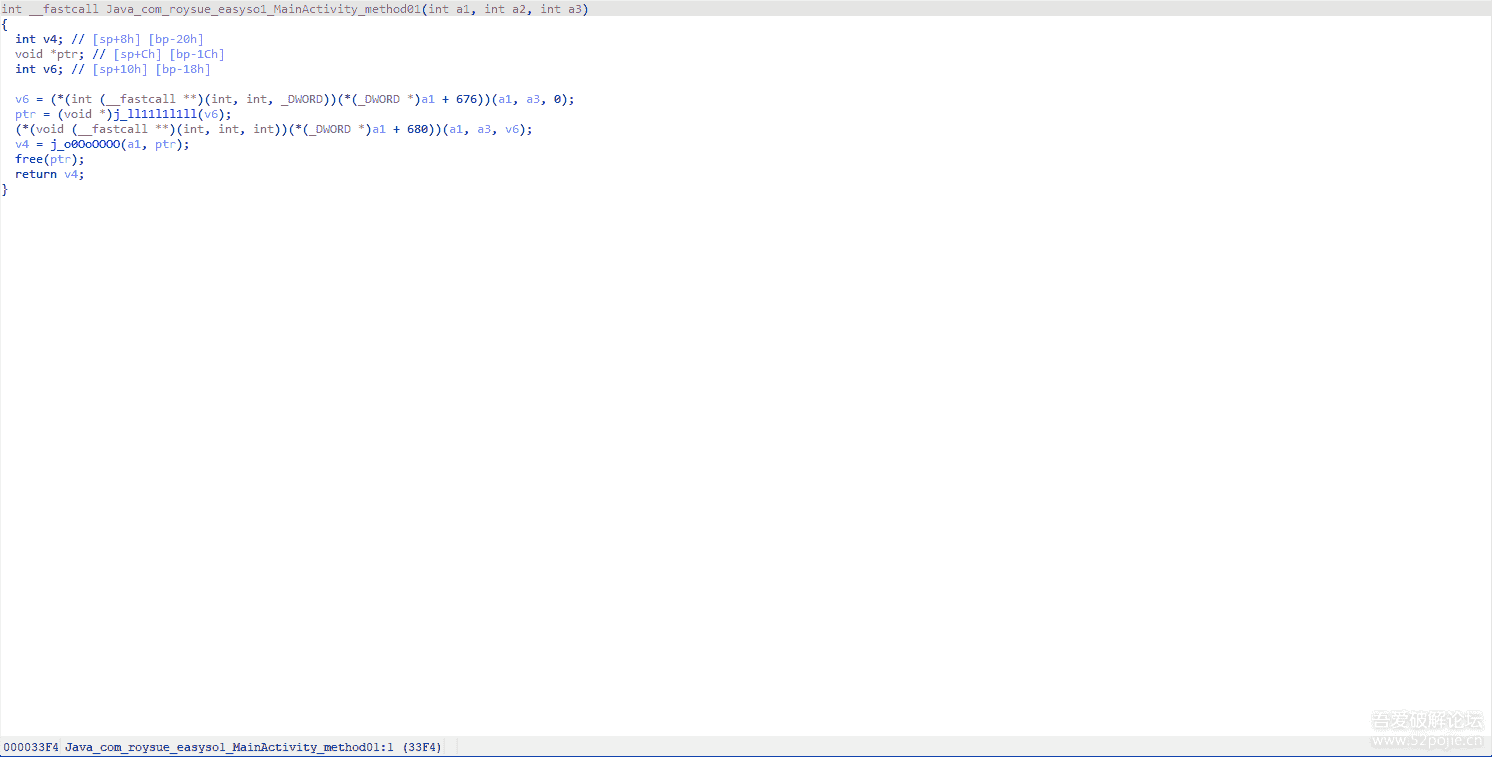 int __fastcall Java_com_roysue_easyso1_MainActivity_method01(int a1, int a2, int a3)
{
  int v4; // [sp+8h] [bp-20h]
  void *ptr; // [sp+Ch] [bp-1Ch]
  int v6; // [sp+10h] [bp-18h]

  v6 = (*(int (__fastcall **)(int, int, _DWORD))(*(_DWORD *)a1 + 676))(a1, a3, 0);
  ptr = (void *)j_ll11l1l1ll(v6);
  (*(void (__fastcall **)(int, int, int))(*(_DWORD *)a1 + 680))(a1, a3, v6);
  v4 = j_o0OoOOOO(a1, ptr);
  free(ptr);
  return v4;
}
吾爱破解论坛
www.52pojie.cn
000033F4 Java_com_roysue_easyso1_MainActivity_method01:1 (33F4)